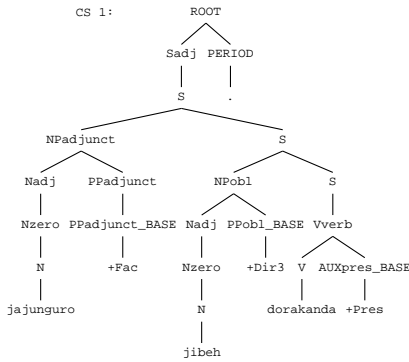 CS 1: ROOT
Sadj PERIOD
S .
NPadjunct S
Nadj PPadjunct NPobl S
Nzero PPadjunct_BASE Nadj PPobl_BASE Vverb
N +Fac Nzero +Dir3 V AUXpres_BASE
jajunguro N dorakanda +Pres
jibeh